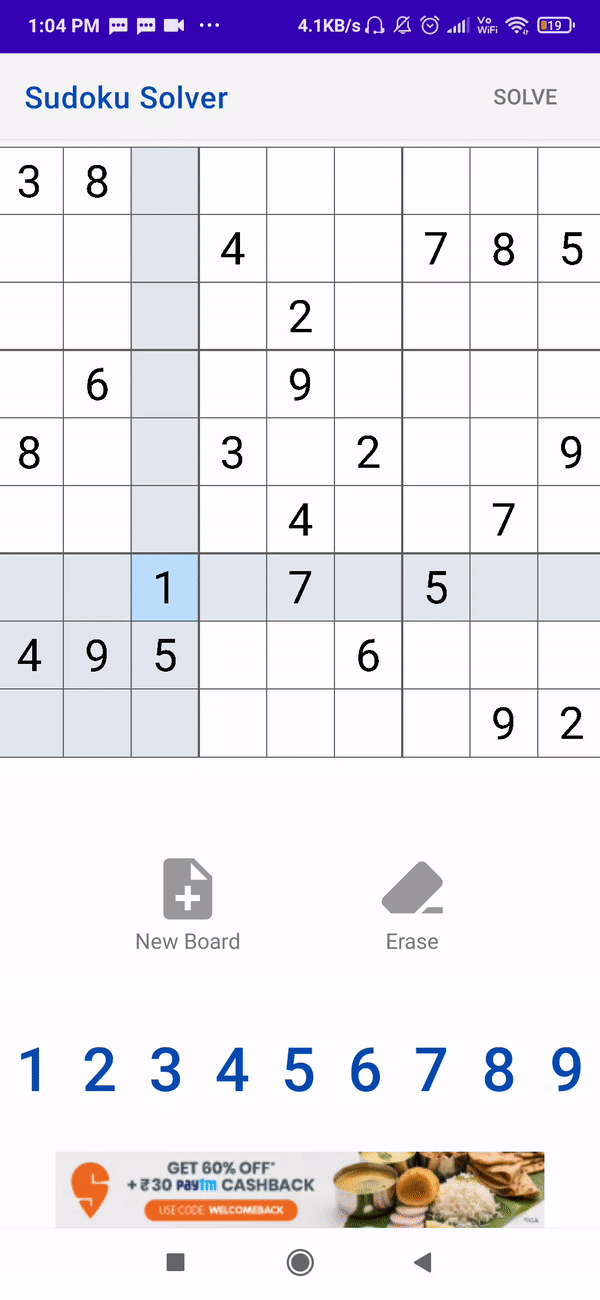 1:04 PM 4.1KB/s Vo WiFi 19
Sudoku Solver SOLVE
3 8
4 7 8 5
2
6 9
8 3 2 9
4 7
1 7 5
4 9 5 6
9 2
New Board Erase
1 2 3 4 5 6 7 8 9
GET 60% OFF*
+₹30 paytm CASHBACK
USE CODE: WELCOMEBACK